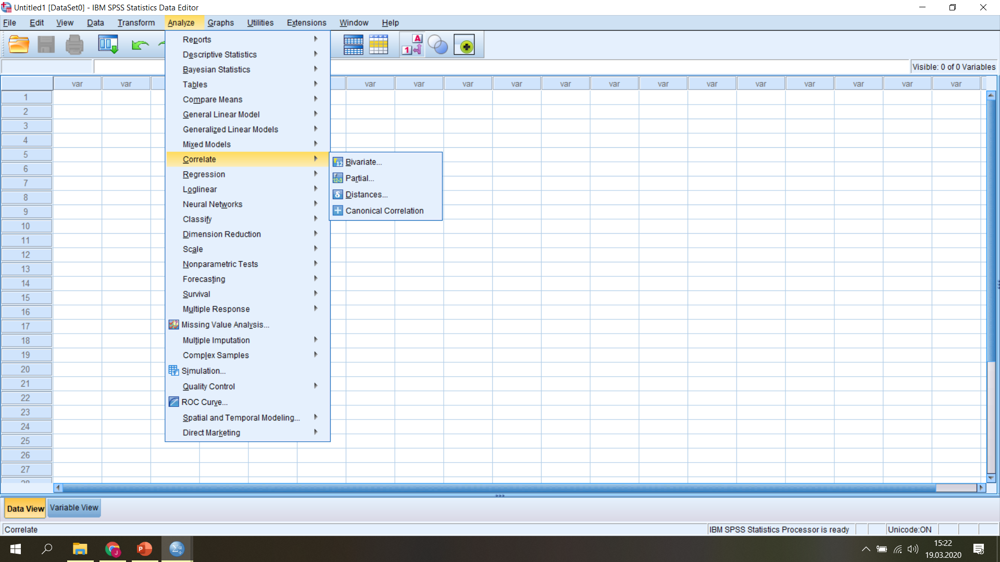 Untitled1 [DataSet0] - IBM SPSS Statistics Data Editor
File Edit View Data Transform Analyze Graphs Utilities Extensions Window Help
Visible: 0 of 0 Variables
var var var var var var var var var var var var var var var
1
2
3
4
5
6
7
8
9
10
11
12
13
14
15
16
17
18
19
20
21
22
23
24
25
26
27
28
Reports
Descriptive Statistics
Bayesian Statistics
Tables
Compare Means
General Linear Model
Generalized Linear Models
Mixed Models
Correlate
Regression
Loglinear
Neural Networks
Classify
Dimension Reduction
Scale
Nonparametric Tests
Forecasting
Survival
Multiple Response
Missing Value Analysis...
Multiple Imputation
Complex Samples
Simulation...
Quality Control
ROC Curve...
Spatial and Temporal Modeling...
Direct Marketing
Bivariate...
Partial...
Distances...
Canonical Correlation
Data View Variable View
Correlate
IBM SPSS Statistics Processor is ready Unicode:ON
15:22
19.03.2020